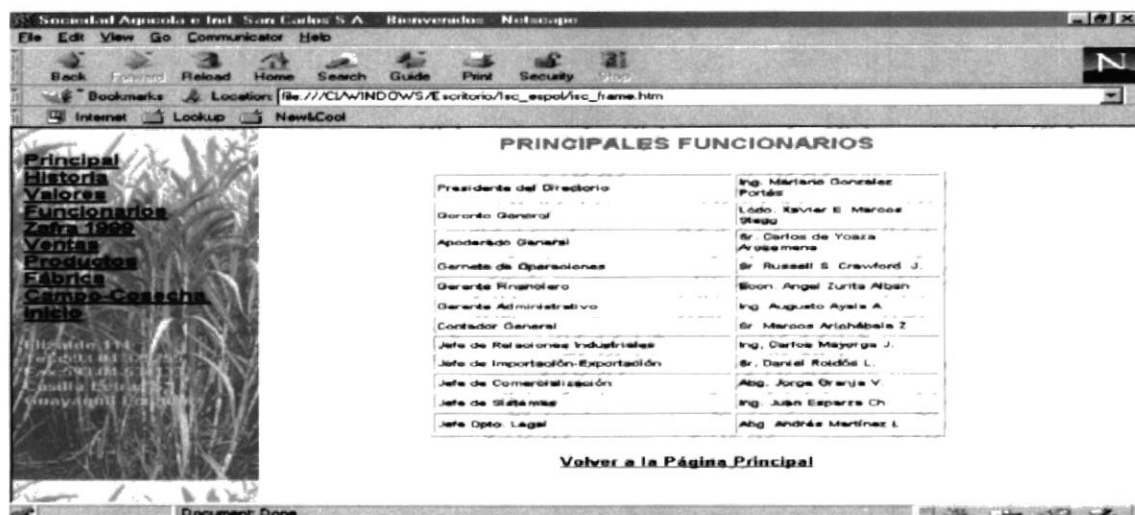 Sociedad Agricola e Ind. San Carlos S.A. - Bienvenidos - Netscape
File Edit View Go Communicator Help
Back Forward Reload Home Search Guide Print Security Stop
Bookmarks Location: file:///C|/WINDOWS/Escritorio/isc_espol/isc_frame.htm
Internet Lookup New&Cool
Principal
Historia
Valores
Funcionarios
Zafra 1999
Ventas
Productos
Fábrica
Campo-Cosecha
Inicio
Elizalde 114
Casilla
Guayaquil
PRINCIPALES FUNCIONARIOS
Presidente del Directorio Ing. Mariano Gonzalez
Portés
Gerente General Lcdo. Xavier E. Marcos
Stagg
Apoderado General Sr. Carlos de Ycaza
Arosemena
Gernete de Operaciones Sr. Russell S. Crawford J.
Gerente Financiero Econ. Angel Zurita Alban
Gerente Administrativo Ing. Augusto Ayala A.
Contador General Sr. Marcos Z
Jefe de Relaciones Industriales Ing. Carlos Mayorga J.
Jefe de Importación-Exportación Sr. Daniel Roldós L.
Jefe de Comercialización Abg. Jorge Granja V.
Jefe de Sistemas Ing. Juan Esparza Ch
Jefe Dpto. Legal Abg. Andrés Martínez L
Volver a la Página Principal
Document: Done